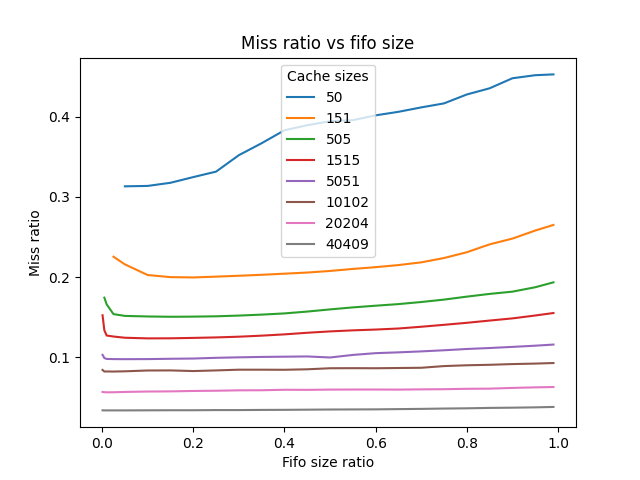 Miss ratio vs fifo size
Cache sizes
50
151
505
1515
5051
10102
20204
40409
0.4
0.3
0.2
0.1
Miss ratio
0.0 0.2 0.4 0.6 0.8 1.0
Fifo size ratio